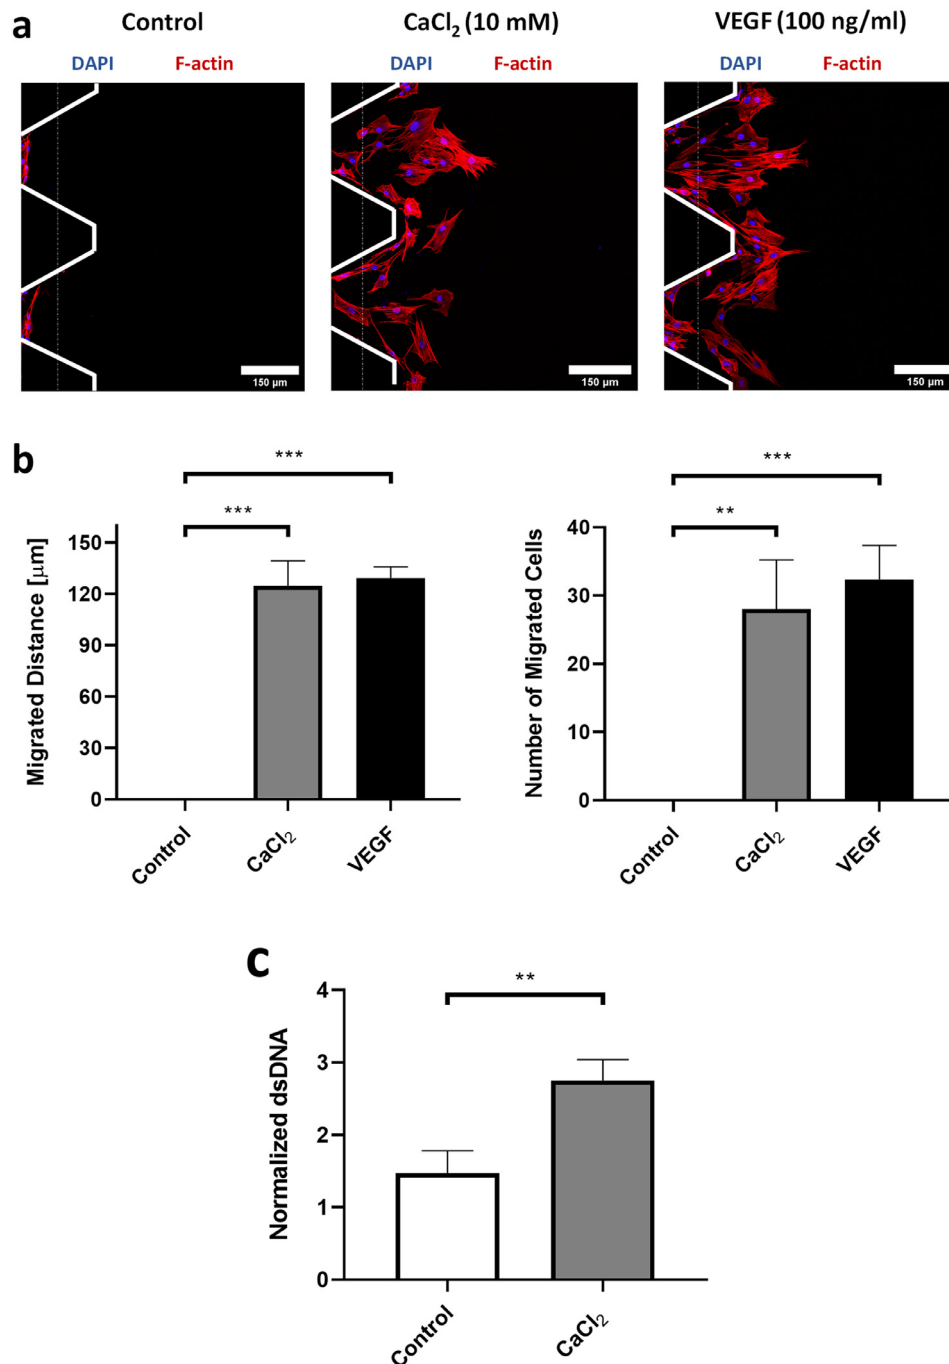 a
Control
CaCl₂ (10 mM)
VEGF (100 ng/ml)
DAPI F-actin
DAPI F-actin
DAPI F-actin
150 µm
150 µm
150 µm
b
***
***
Migrated Distance [µm]
150
120
90
60
30
0
Control
CaCl₂
VEGF
***
**
Number of Migrated Cells
40
30
20
10
0
Control
CaCl₂
VEGF
c
**
Normalized dsDNA
4
3
2
1
0
Control
CaCl₂